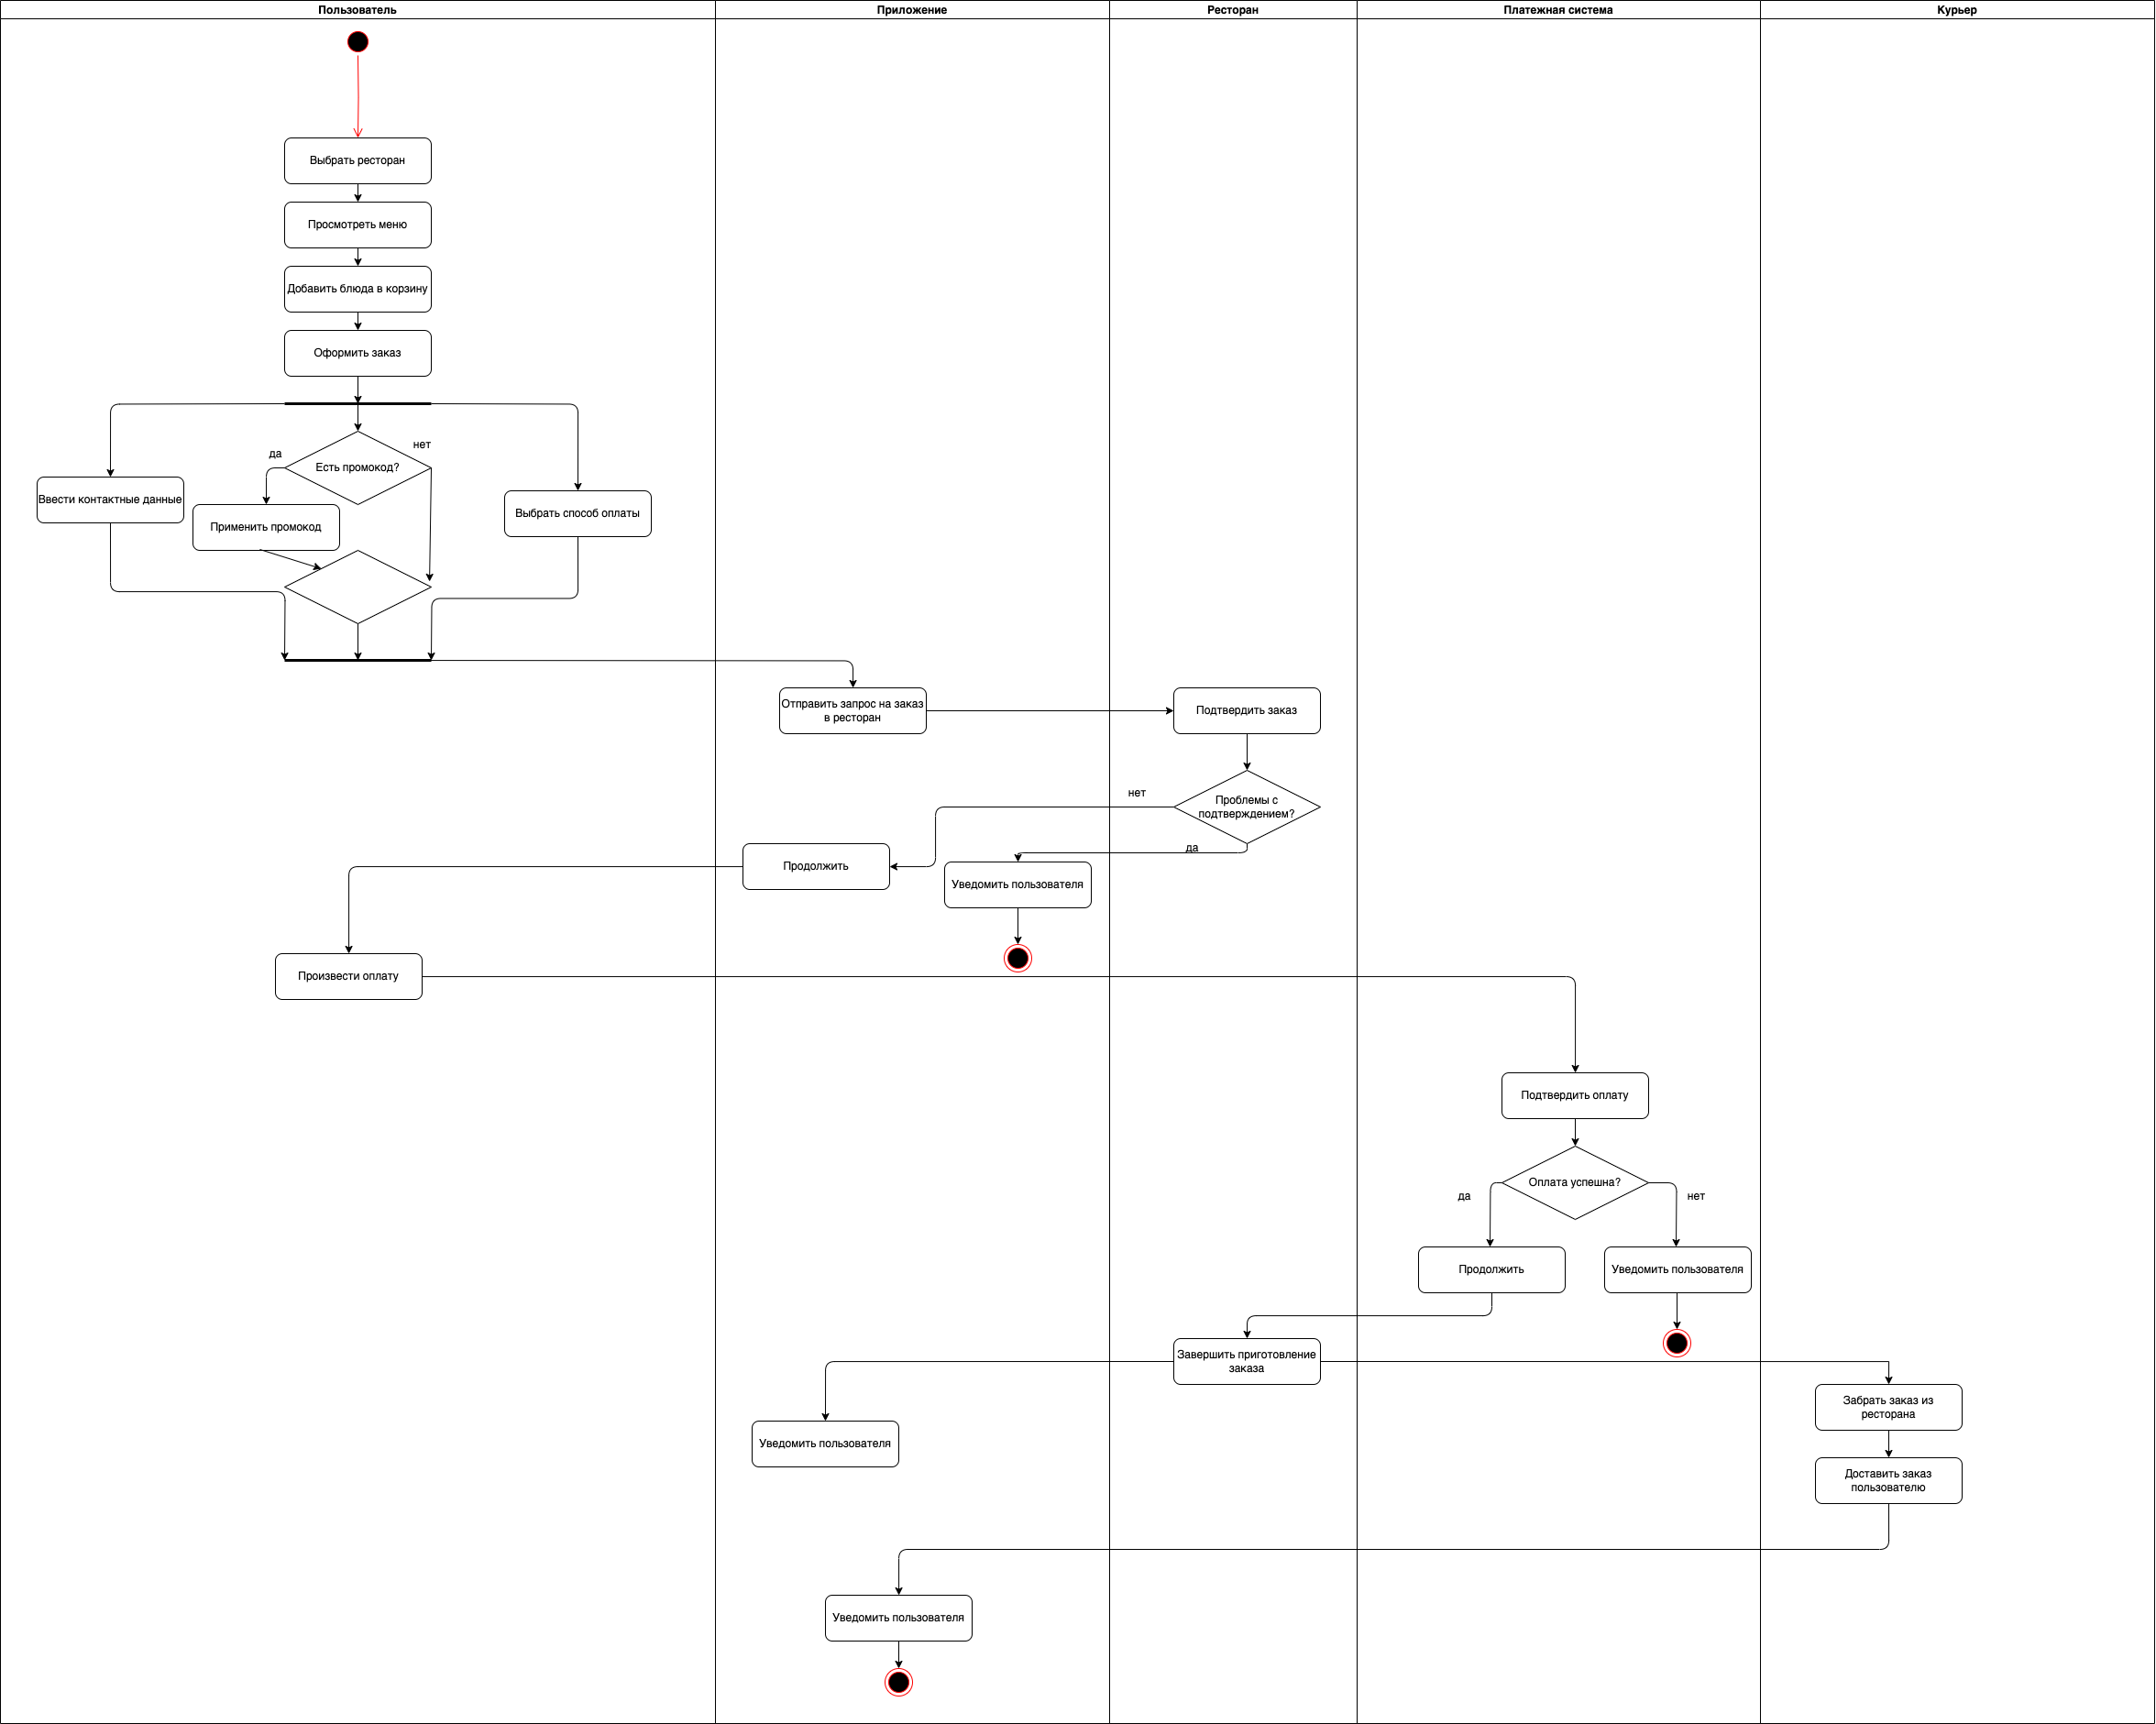 Пользователь
Приложение
Ресторан
Платежная система
Курьер
Выбрать ресторан
Просмотреть меню
Добавить блюда в корзину
Оформить заказ
нет
да
Есть промокод?
Ввести контактные данные
Выбрать способ оплаты
Применить промокод
Отправить запрос на заказ
в ресторан
Подтвердить заказ
нет
Проблемы с
подтверждением?
да
Продолжить
Уведомить пользователя
Произвести оплату
Подтвердить оплату
Оплата успешна?
да
нет
Продолжить
Уведомить пользователя
Завершить приготовление
заказа
Забрать заказ из
ресторана
Уведомить пользователя
Доставить заказ
пользователю
Уведомить пользователя